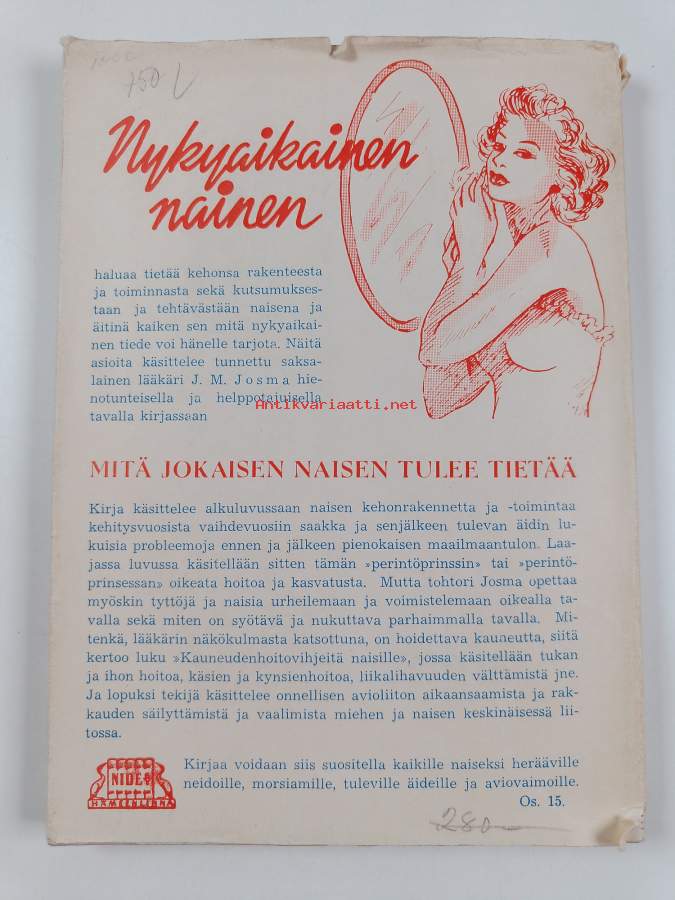 750
Nykyaikainen
nainen
haluaa tietää kehonsa rakenteesta
ja toiminnasta sekä kutsumukses-
taan ja tehtävästään naisena ja
äitinä kaiken sen mitä nykyaikai-
nen tiede voi hänelle tarjota. Näitä
asioita käsittelee tunnettu saksa-
lainen lääkäri J. M. Josma hie-
notunteisella ja helppotajuisella
tavalla kirjassaan
Antikvariaatti.net
MITÄ JOKAISEN NAISEN TULEE TIETÄÄ
Kirja käsittelee alkuluvussaan naisen kehonrakennetta ja -toimintaa
kehitysvuosista vaihdevuosiin saakka ja senjälkeen tulevan äidin lu-
kuisia probleemoja ennen ja jälkeen pienokaisen maailmaantulon. Laa-
jassa luvussa käsitellään sitten tämän »perintöprinssin» tai »perintö-
prinsessan» oikeata hoitoa ja kasvatusta. Mutta tohtori Josma opettaa
myöskin tyttöjä ja naisia urheilemaan ja voimistelemaan oikealla ta-
valla sekä miten on syötävä ja nukuttava parhaimmalla tavalla. Mi-
tenkä, lääkärin näkökulmasta katsottuna, on hoidettava kauneutta, siitä
kertoo luku »Kauneudenhoitovihjeitä naisille», jossa käsitellään tukan
ja ihon hoitoa, käsien ja kynsienhoitoa, liikalihavuuden välttämistä jne.
Ja lopuksi tekijä käsittelee onnellisen avioliiton aikaansaamista ja rak-
kauden säilyttämistä ja vaalimista miehen ja naisen keskinäisessä lii-
tossa.
Kirjaa voidaan siis suositella kaikille naiseksi herääville
neidoille, morsiamille, tuleville äideille ja aviovaimoille.
Os. 15.
NIDE
HÄMEENLINNA
280